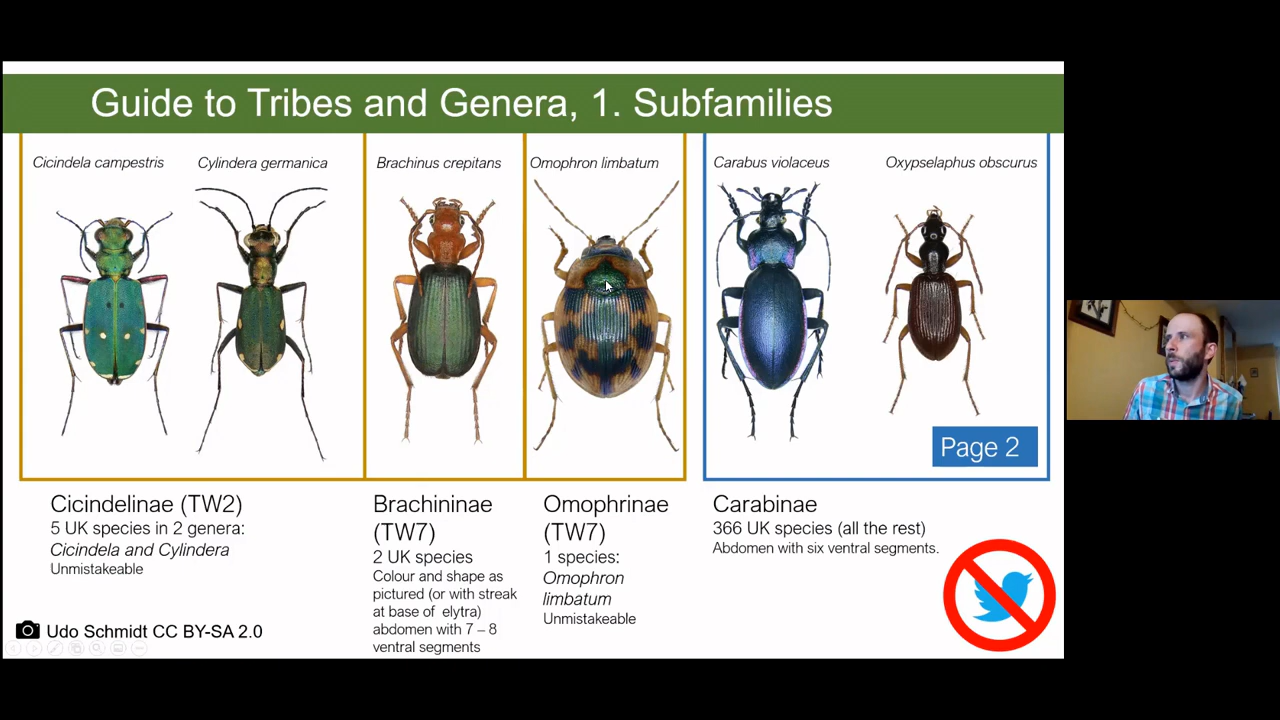 Guide to Tribes and Genera, 1. Subfamilies
Cicindela campestris
Cylindera germanica
Brachinus crepitans
Omophron limbatum
Carabus violaceus
Oxypselaphus obscurus
Page 2
Cicindelinae (TW2)
5 UK species in 2 genera:
Cicindela and Cylindera
Unmistakeable
Brachininae
(TW7)
2 UK species
Colour and shape as
pictured (or with streak
at base of elytra)
abdomen with 7 – 8
ventral segments
Omophrinae
(TW7)
1 species:
Omophron
limbatum
Unmistakeable
Carabinae
366 UK species (all the rest)
Abdomen with six ventral segments.
Udo Schmidt CC BY-SA 2.0